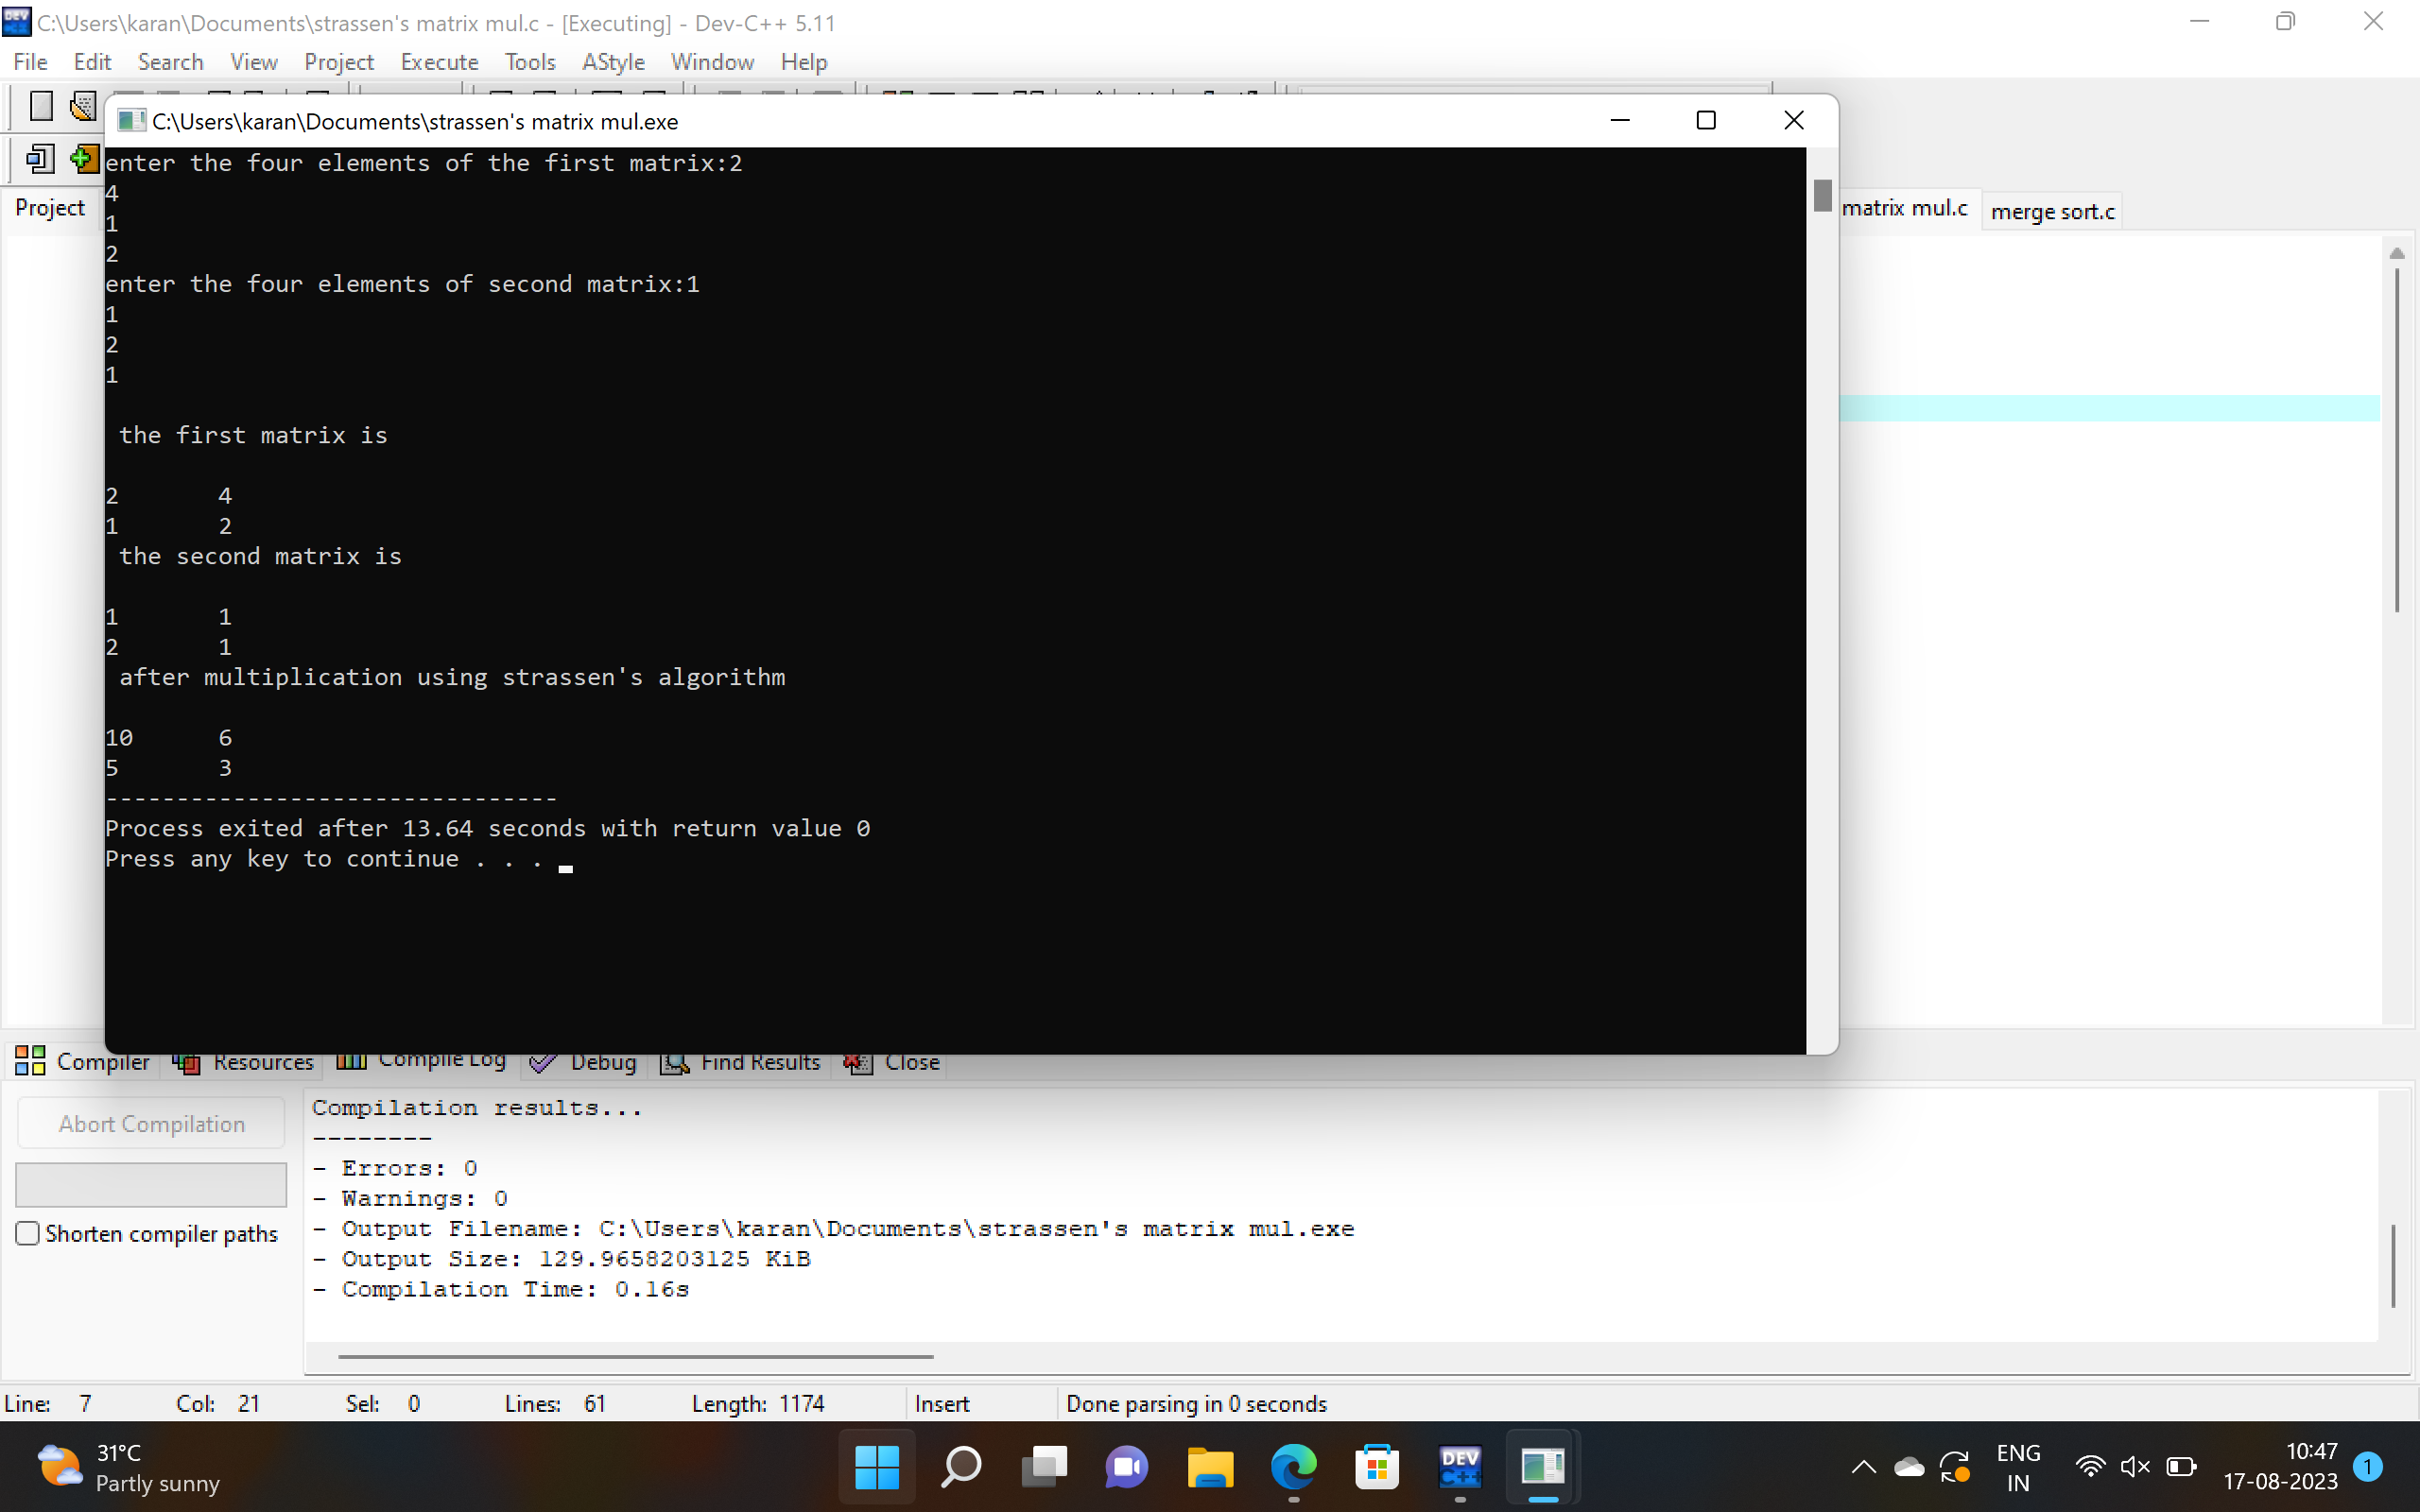 C:\Users\karan\Documents\strassen's matrix mul.c - [Executing] - Dev-C++ 5.11
File Edit Search View Project Execute Tools AStyle Window Help
C:\Users\karan\Documents\strassen's matrix mul.exe
Project
matrix mul.c merge sort.c
enter the four elements of the first matrix:2
4
1
2
enter the four elements of second matrix:1
1
2
1
the first matrix is
2 4
1 2
the second matrix is
1 1
2 1
after multiplication using strassen's algorithm
10 6
5 3
--------------------------------
Process exited after 13.64 seconds with return value 0
Press any key to continue . . .
Compiler Resources Compile Log Debug Find Results Close
Abort Compilation
Shorten compiler paths
Compilation results...
--------
- Errors: 0
- Warnings: 0
- Output Filename: C:\Users\karan\Documents\strassen's matrix mul.exe
- Output Size: 129.9658203125 KiB
- Compilation Time: 0.16s
Line: 7 Col: 21 Sel: 0 Lines: 61 Length: 1174 Insert Done parsing in 0 seconds
31°C
Partly sunny
DEV
C++
ENG
IN
10:47
17-08-2023
1